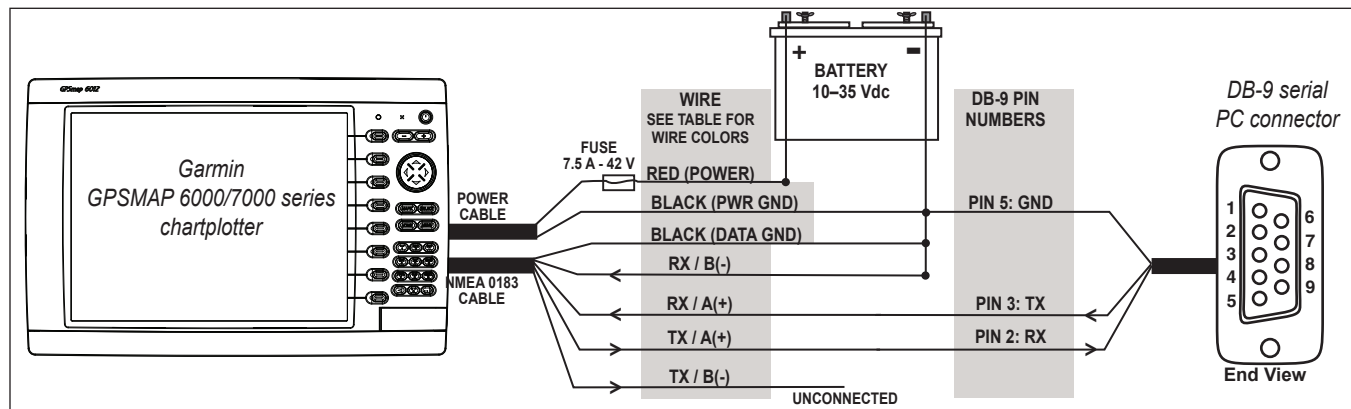 GPSmap 6012
Garmin
GPSMAP 6000/7000 series
chartplotter
POWER
CABLE
NMEA 0183
CABLE
FUSE
7.5 A - 42 V
WIRE
SEE TABLE FOR
WIRE COLORS
RED (POWER)
BLACK (PWR GND)
BLACK (DATA GND)
RX / B(-)
RX / A(+)
TX / A(+)
TX / B(-)
UNCONNECTED
+ -
BATTERY
10–35 Vdc
DB-9 PIN
NUMBERS
PIN 5: GND
PIN 3: TX
PIN 2: RX
DB-9 serial
PC connector
1
2
3
4
5
6
7
8
9
End View